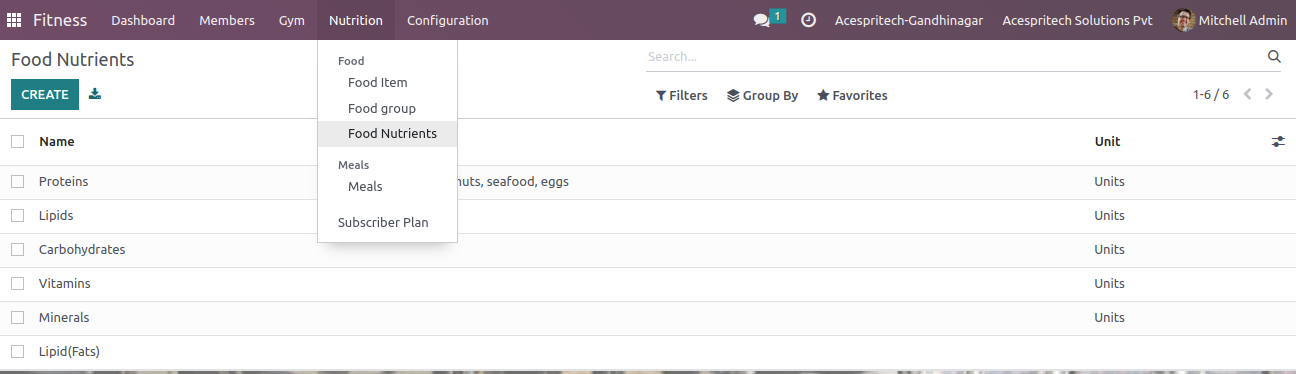 Fitness Dashboard Members Gym Nutrition Configuration 1 Acespritech-Gandhinagar Acespritech Solutions Pvt Mitchell Admin
Food Nutrients
Search...
CREATE
Filters Group By Favorites 1-6 / 6
Food
Food Item
Food group
Food Nutrients
Meals
Meals
Subscriber Plan
Name Unit
Proteins nuts, seafood, eggs Units
Lipids Units
Carbohydrates Units
Vitamins Units
Minerals Units
Lipid(Fats)